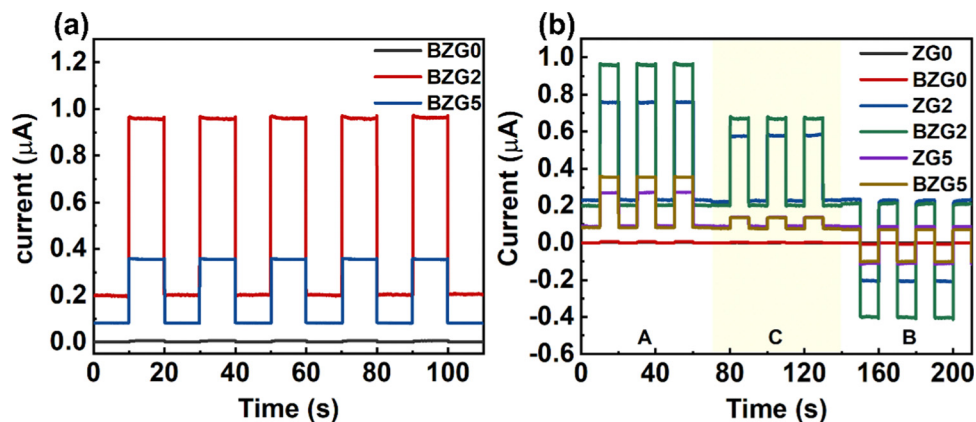 (a)
BZG0
BZG2
BZG5
current (μA)
1.2
1.0
0.8
0.6
0.4
0.2
0.0
0 20 40 60 80 100
Time (s)
(b)
ZG0
BZG0
ZG2
BZG2
ZG5
BZG5
Current (μA)
1.0
0.8
0.6
0.4
0.2
0.0
-0.2
-0.4
-0.6
A C B
0 40 80 120 160 200
Time (s)